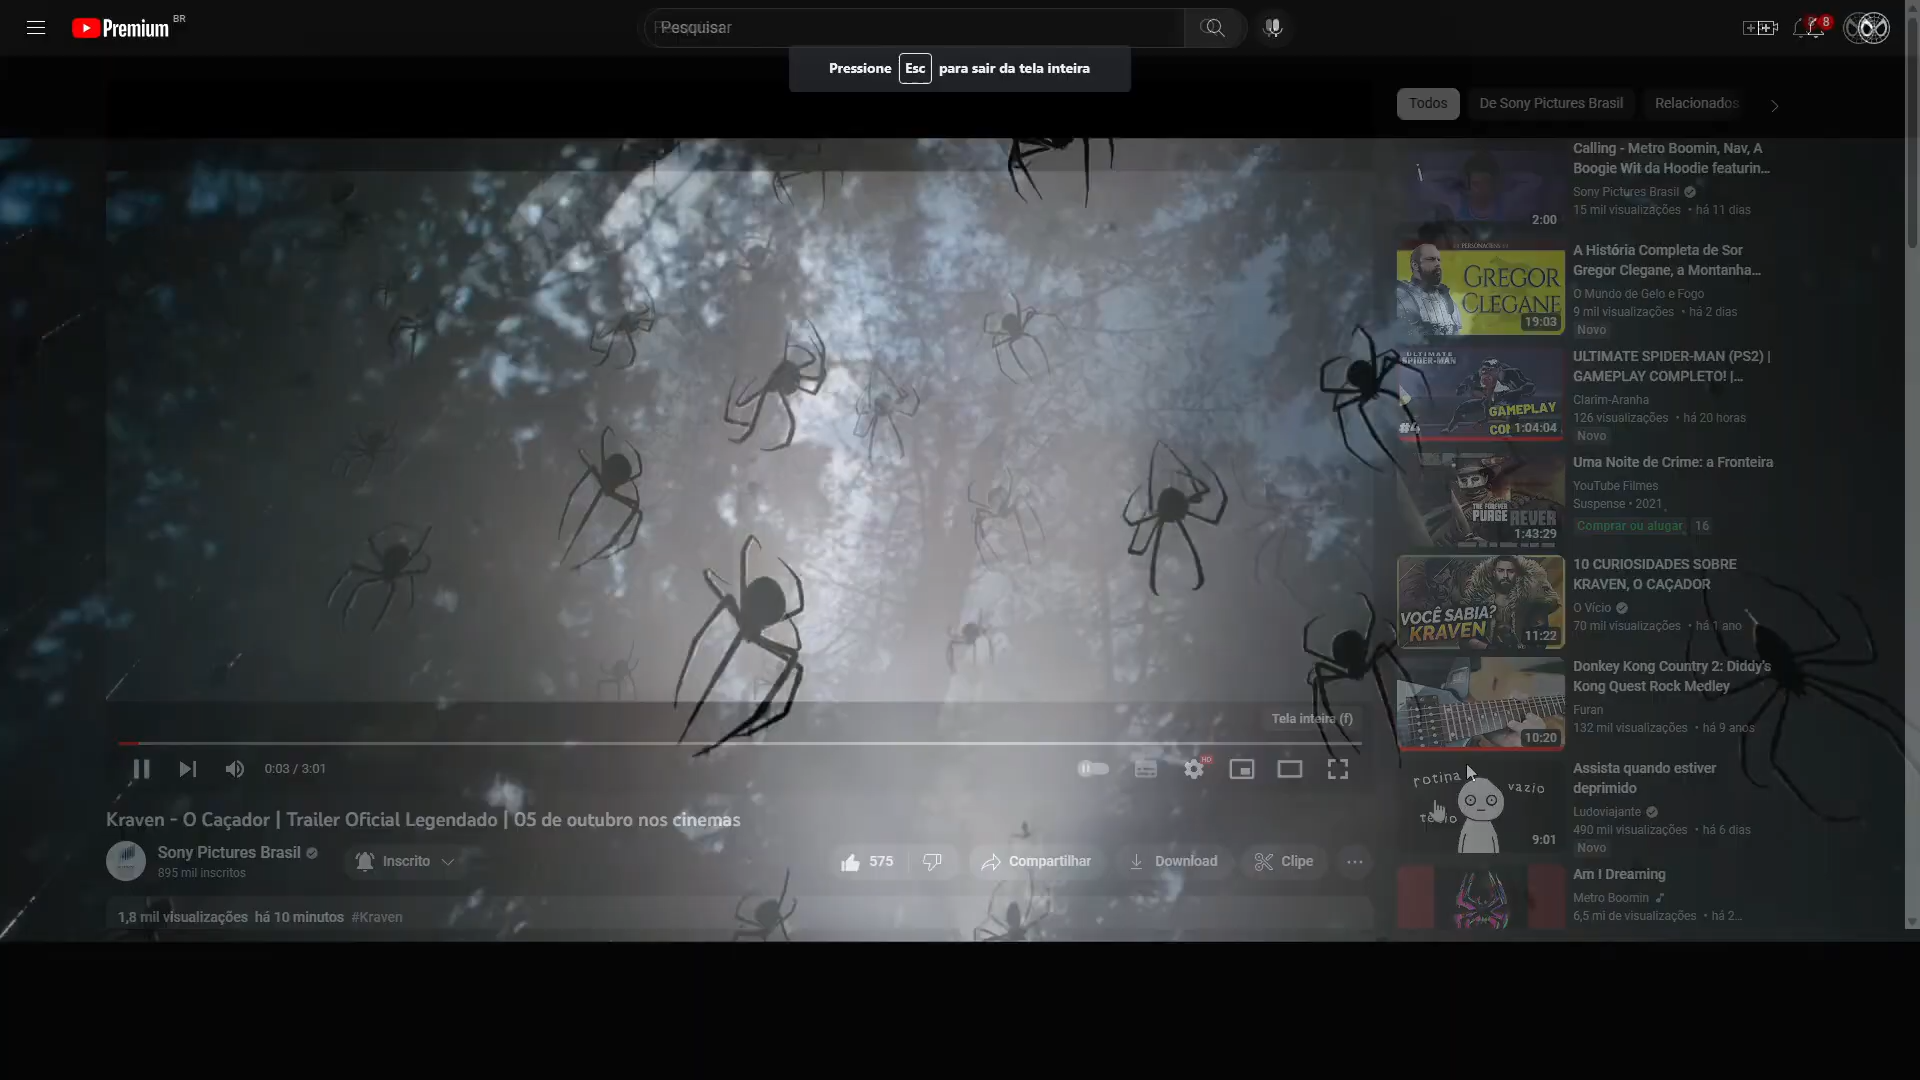 Premium BR
Pesquisar
8
Pressione Esc para sair da tela inteira
Todos
De Sony Pictures Brasil
Relacionados
Calling - Metro Boomin, Nav, A
Boogie Wit da Hoodie featurin...
Sony Pictures Brasil
15 mil visualizações • há 11 dias
2:00
GREGOR
CLEGANE
19:03
A História Completa de Sor
Gregor Clegane, a Montanha...
O Mundo de Gelo e Fogo
9 mil visualizações • há 2 dias
Novo
ULTIMATE
SPIDER-MAN
GAMEPLAY
1:04:04
ULTIMATE SPIDER-MAN (PS2) |
GAMEPLAY COMPLETO! |...
Clarim-Aranha
126 visualizações • há 20 horas
Novo
THE FOREVER
PURGE
1:43:29
Uma Noite de Crime: a Fronteira
YouTube Filmes
Suspense • 2021
Comprar ou alugar 16
VOCÊ SABIA?
KRAVEN
11:22
10 CURIOSIDADES SOBRE
KRAVEN, O CAÇADOR
O Vício
70 mil visualizações • há 1 ano
10:20
Donkey Kong Country 2: Diddy's
Kong Quest Rock Medley
Furan
132 mil visualizações • há 9 anos
rotina
vazio
9:01
Assista quando estiver
deprimido
Ludoviajante
490 mil visualizações • há 6 dias
Novo
Am I Dreaming
Metro Boomin
6,5 mi de visualizações • há 2...
Tela inteira (f)
0:03 / 3:01
HD
Kraven - O Caçador | Trailer Oficial Legendado | 05 de outubro nos cinemas
Sony Pictures Brasil
895 mil inscritos
Inscrito
575
Compartilhar
Download
Clipe
1,8 mil visualizações há 10 minutos #Kraven